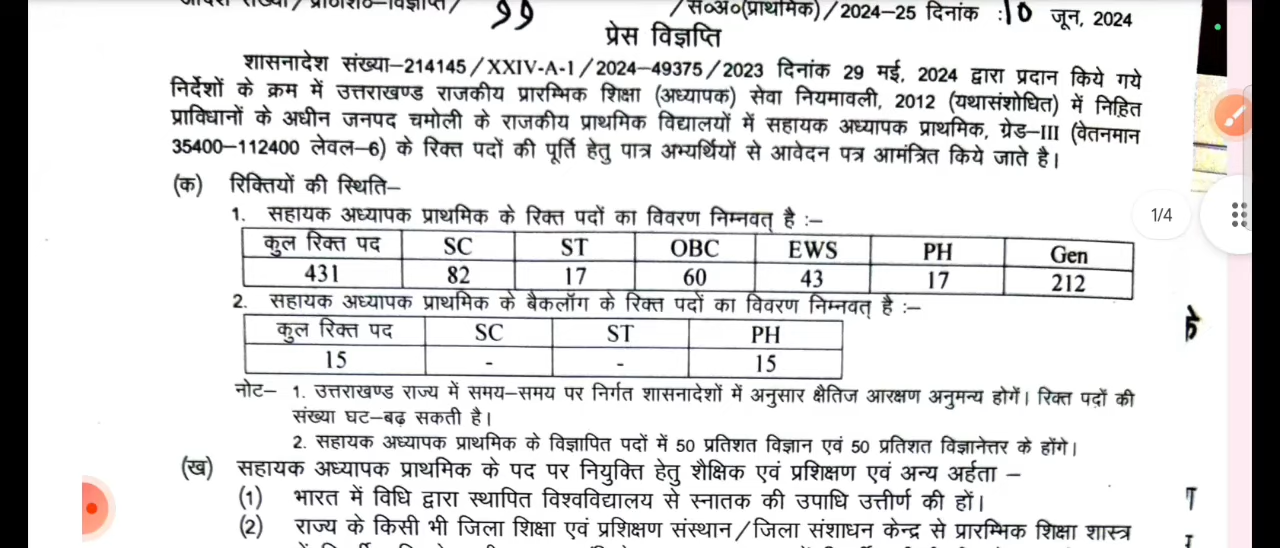 /स०अ०(प्राथमिक)/2024–25 दिनांक :10 जून, 2024
प्रेस विज्ञप्ति
शासनादेश संख्या–214145/XXIV-A-1/2024–49375/2023 दिनांक 29 मई, 2024 द्वारा प्रदान किये गये
निर्देशों के क्रम में उत्तराखण्ड राजकीय प्रारम्भिक शिक्षा (अध्यापक) सेवा नियमावली, 2012 (यथासंशोधित) में निहित
प्राविधानों के अधीन जनपद चमोली के राजकीय प्राथमिक विद्यालयों में सहायक अध्यापक प्राथमिक, ग्रेड–III (वेतनमान
35400–112400 लेवल–6) के रिक्त पदों की पूर्ति हेतु पात्र अभ्यर्थियों से आवेदन पत्र आमंत्रित किये जाते है।
(क) रिक्तियों की स्थिति–
1. सहायक अध्यापक प्राथमिक के रिक्त पदों का विवरण निम्नवत् है :–
कुल रिक्त पद SC ST OBC EWS PH Gen
431 82 17 60 43 17 212
2. सहायक अध्यापक प्राथमिक के बैकलॉग के रिक्त पदों का विवरण निम्नवत् है :–
कुल रिक्त पद SC ST PH
15 - - 15
नोट– 1. उत्तराखण्ड राज्य में समय–समय पर निर्गत शासनादेशों में अनुसार क्षैतिज आरक्षण अनुमन्य होगें। रिक्त पदों की
संख्या घट–बढ़ सकती है।
2. सहायक अध्यापक प्राथमिक के विज्ञापित पदों में 50 प्रतिशत विज्ञान एवं 50 प्रतिशत विज्ञानेत्तर के होंगे।
(ख) सहायक अध्यापक प्राथमिक के पद पर नियुक्ति हेतु शैक्षिक एवं प्रशिक्षण एवं अन्य अर्हता –
(1) भारत में विधि द्वारा स्थापित विश्वविद्यालय से स्नातक की उपाधि उत्तीर्ण की हों।
(2) राज्य के किसी भी जिला शिक्षा एवं प्रशिक्षण संस्थान/जिला संशाधन केन्द्र से प्रारम्भिक शिक्षा शास्त्र
1/4